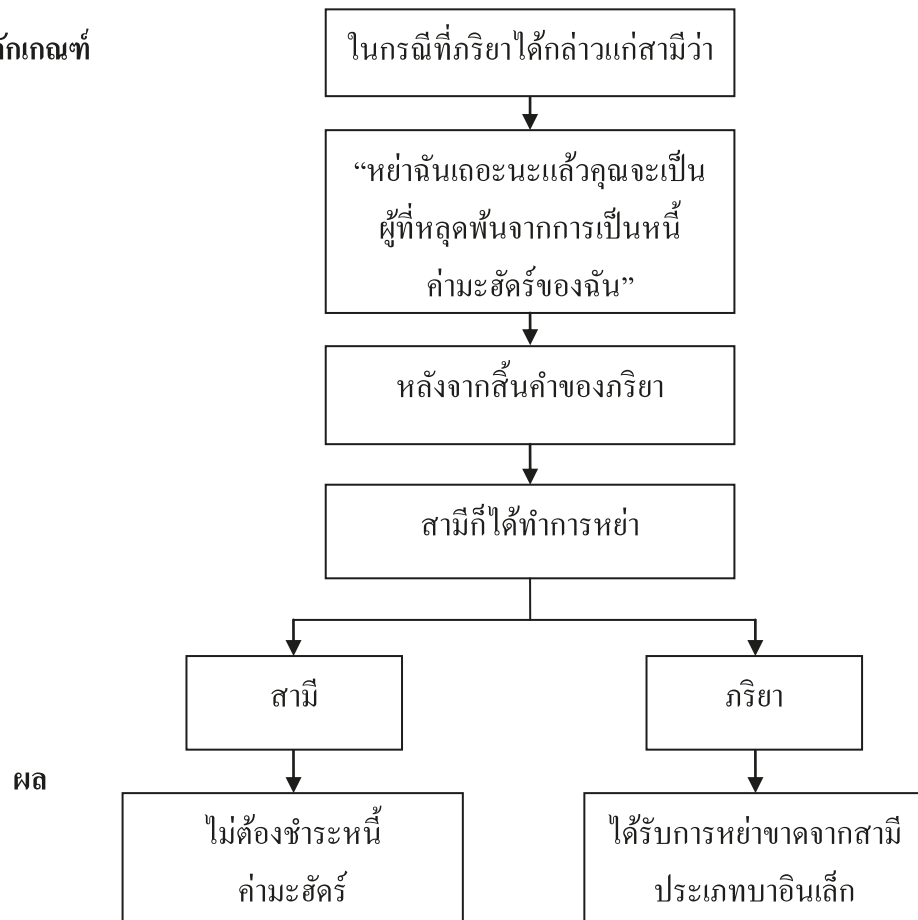 ในกรณีที่ภริยาได้กล่าวแก่สามีว่า
“หย่าฉันเถอะนะแล้วคุณจะเป็น
ผู้ที่หลุดพ้นจากการเป็นหนี้
ค่ามะฮัดร์ของฉัน”
หลังจากสิ้นคำของภริยา
สามีก็ได้ทำการหย่า
สามี
ภริยา
ผล
ไม่ต้องชำระหนี้
ค่ามะฮัดร์
ได้รับการหย่าขาดจากสามี
ประเภทบาอินเล็ก